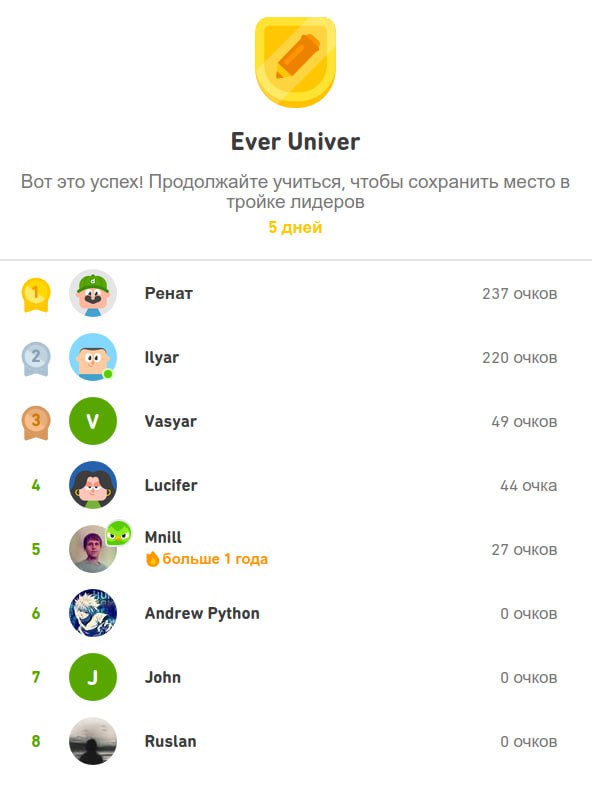 Ever Univer
Вот это успех! Продолжайте учиться, чтобы сохранить место в
тройке лидеров
5 дней
1 Ренат 237 очков
2 Ilyar 220 очков
3 V Vasyar 49 очков
4 Lucifer 44 очка
5 Mnill 27 очков
больше 1 года
6 Andrew Python 0 очков
7 J John 0 очков
8 Ruslan 0 очков